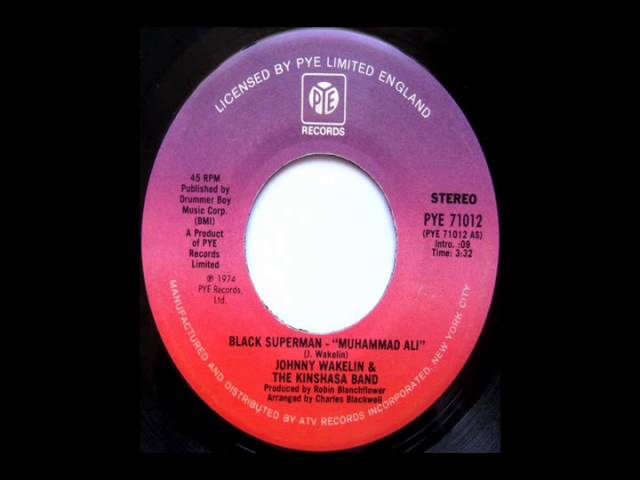 LICENSED BY PYE LIMITED ENGLAND
PYE
RECORDS
45 RPM
Published by
Drummer Boy
Music Corp.
(BMI)
A Product
of PYE
Records
Limited
℗ 1974
PYE Records,
Ltd.
STEREO
PYE 71012
(PYE 71012 AS)
Intro. :09
Time: 3:32
BLACK SUPERMAN - "MUHAMMAD ALI"
(J. Wakelin)
JOHNNY WAKELIN &
THE KINSHASA BAND
Produced by Robin Blanchflower
Arranged by Charles Blackwell
MANUFACTURED AND DISTRIBUTED BY ATV RECORDS INCORPORATED, NEW YORK CITY